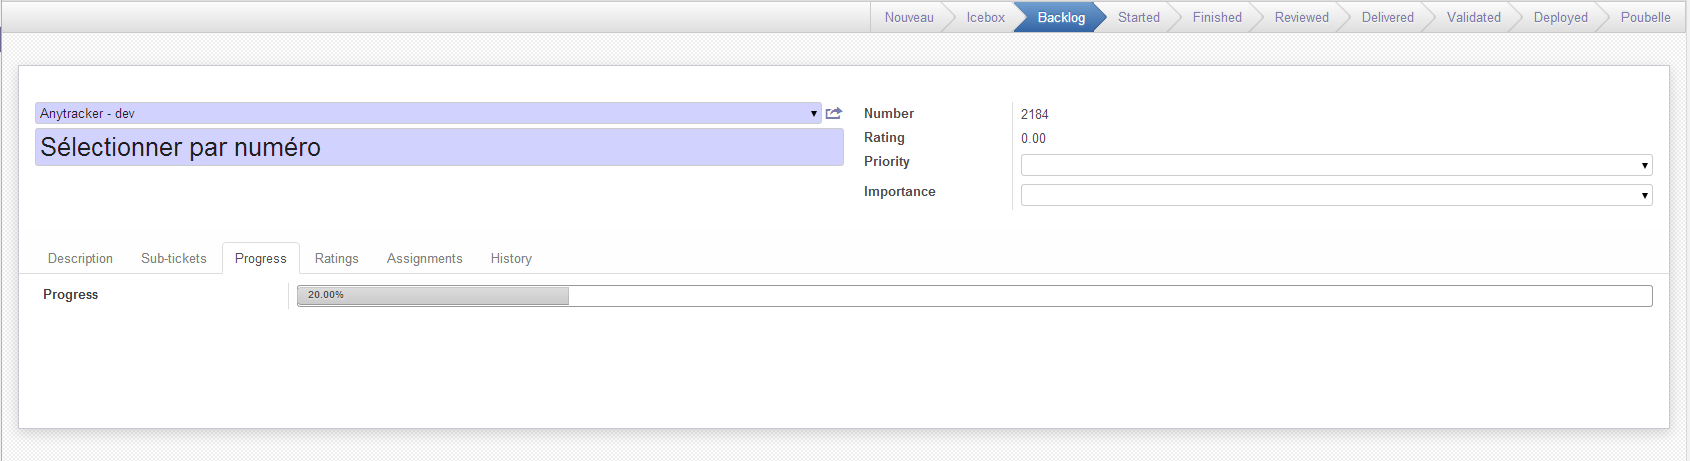 Nouveau Icebox Backlog Started Finished Reviewed Delivered Validated Deployed Poubelle
Anytracker - dev
Sélectionner par numéro
Number 2184
Rating 0.00
Priority
Importance
Description Sub-tickets Progress Ratings Assignments History
Progress 20.00%